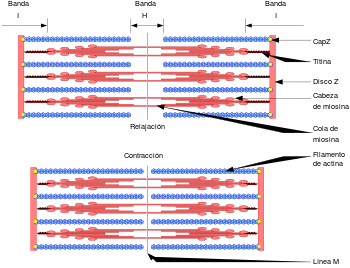 Banda
I
Banda
H
Banda
I
CapZ
Titina
Disco Z
Cabeza
de miosina
Relajación
Cola de
miosina
Contracción
Filamento
de actina
Línea M